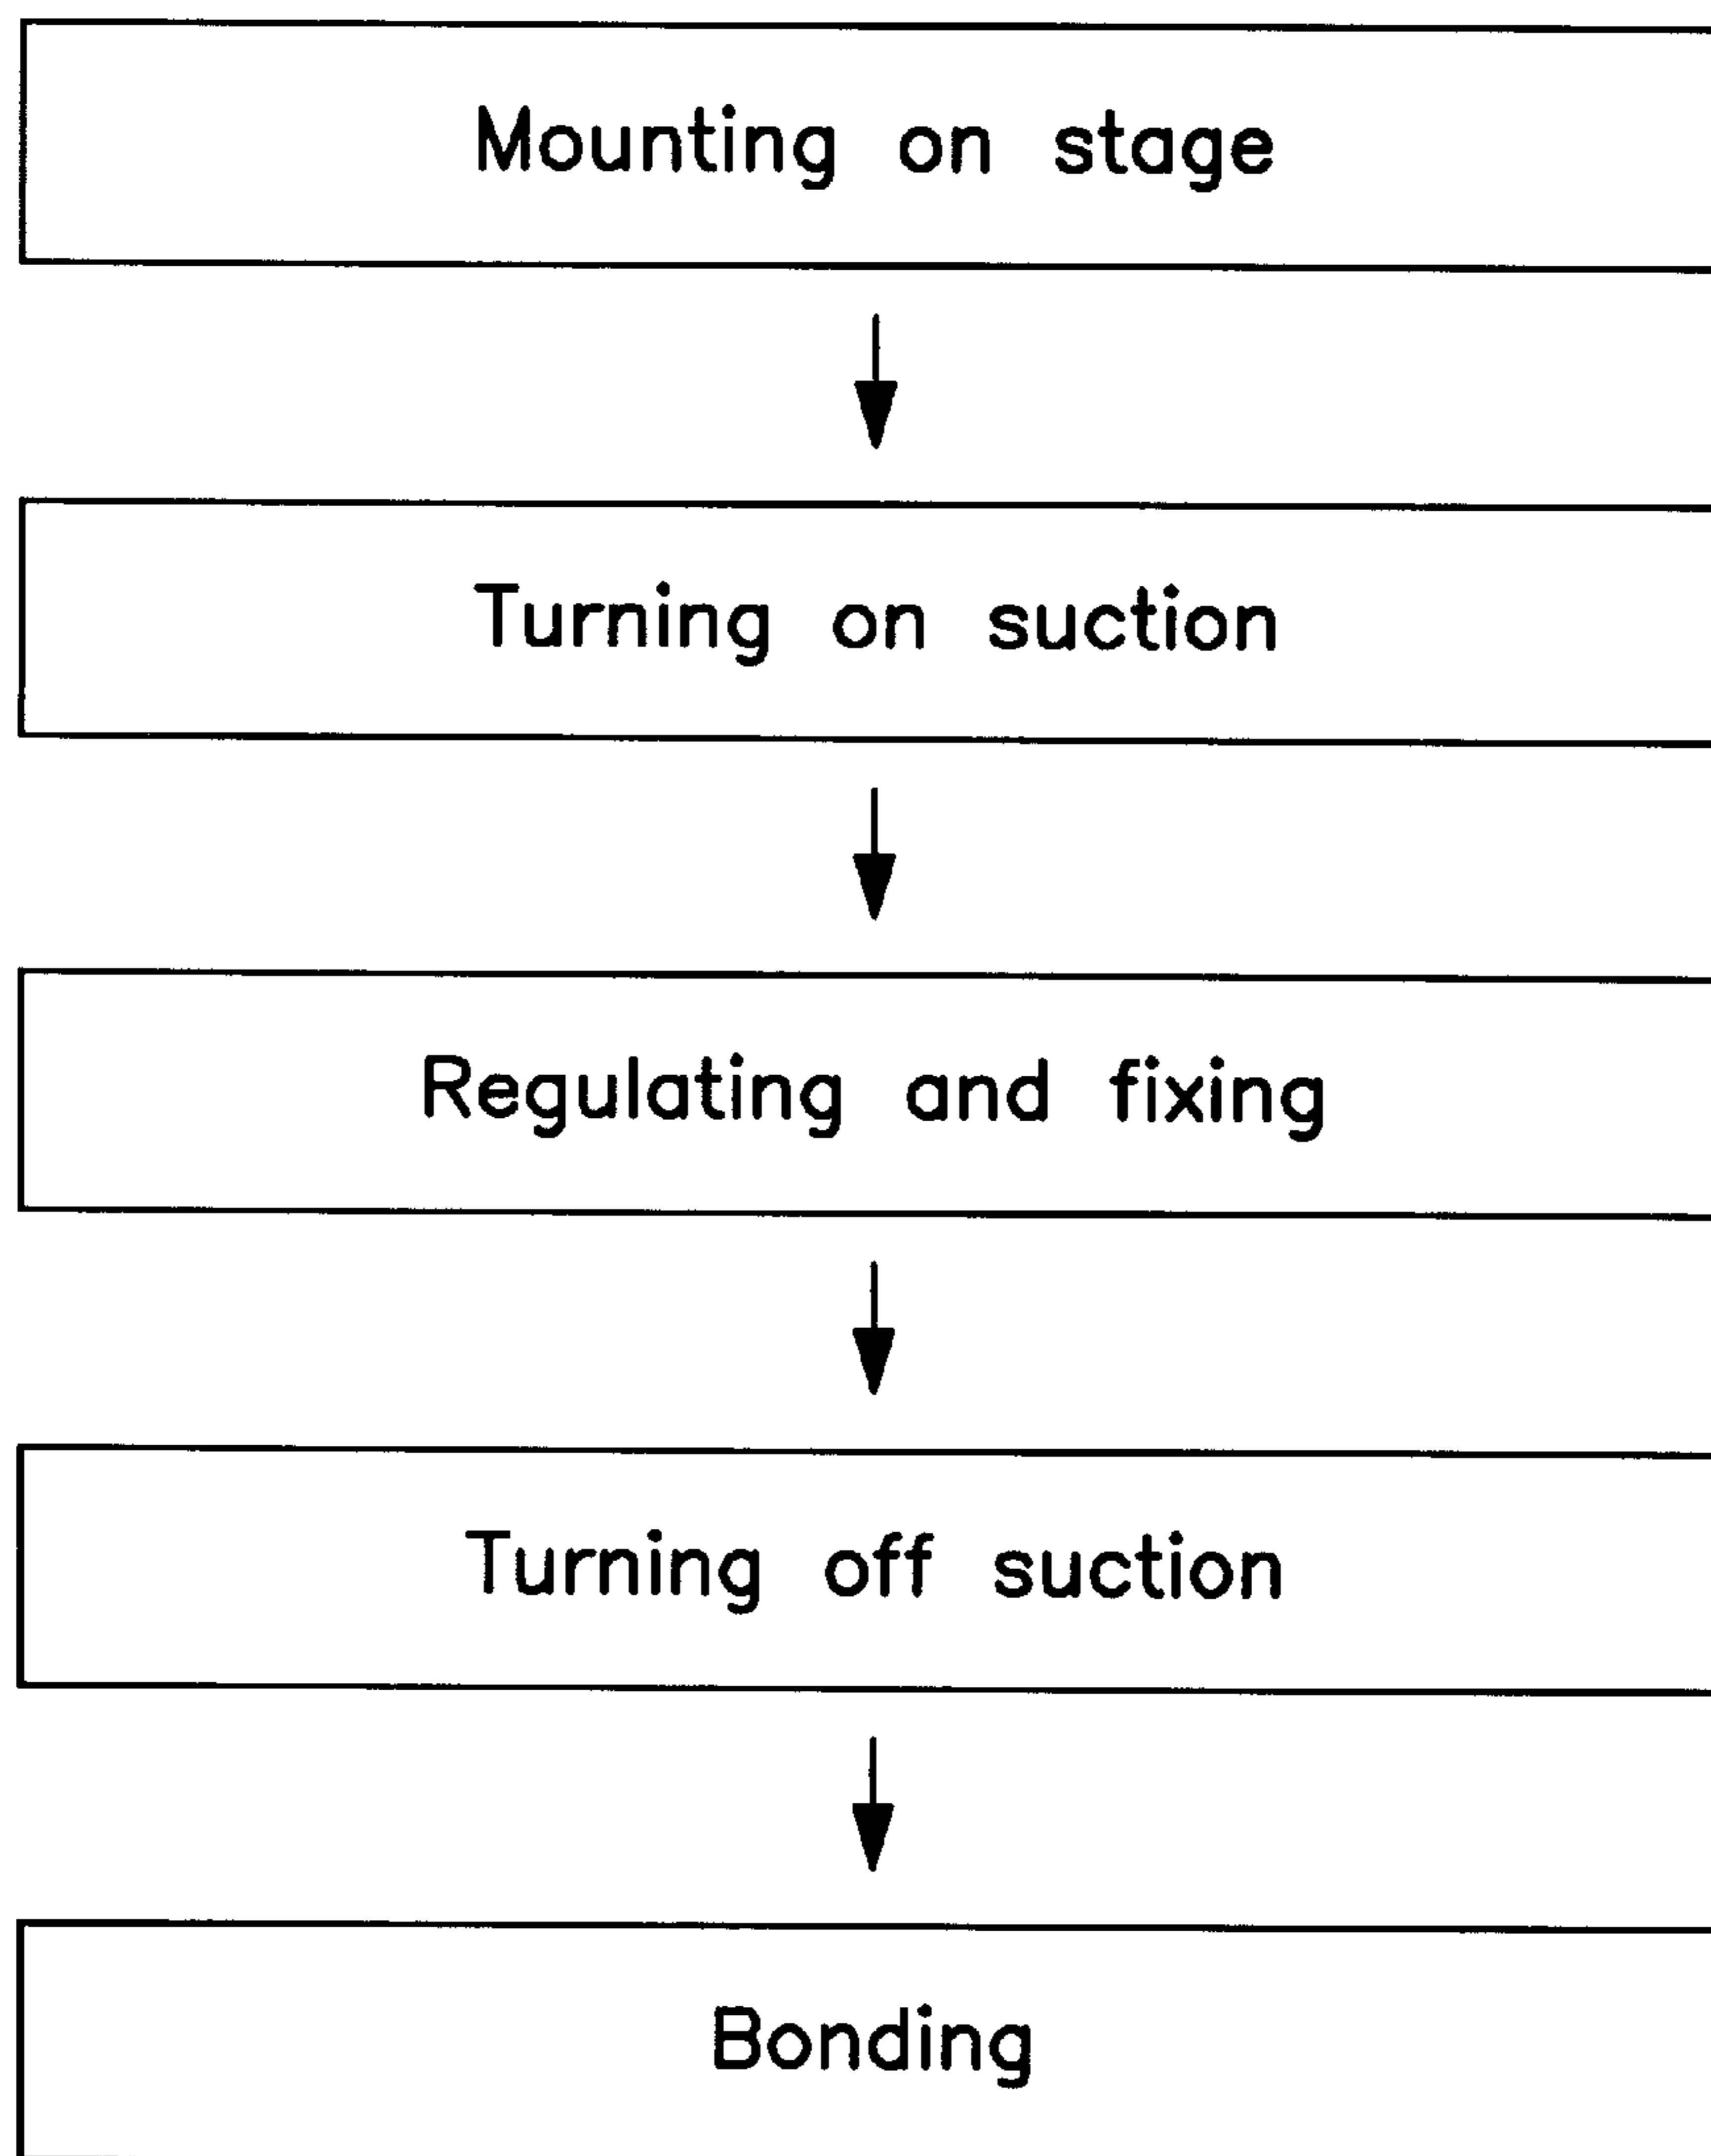 Mounting on stage
Turning on suction
Regulating and fixing
Turning off suction
Bonding